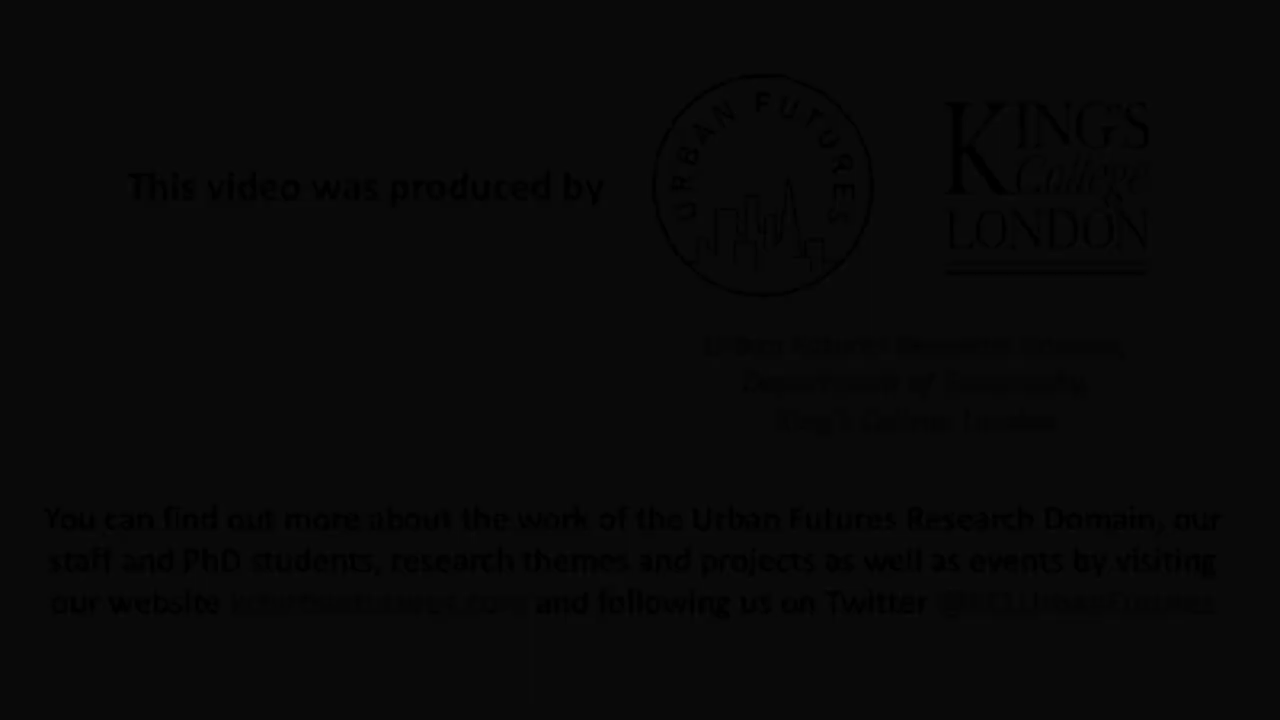 This video was produced by
URBAN FUTURES
KING'S
College
LONDON
Urban Futures Research Domain,
Department of Geography,
King's College London
You can find out more about the work of the Urban Futures Research Domain, our
staff and PhD students, research themes and projects as well as events by visiting
our website and following us on Twitter